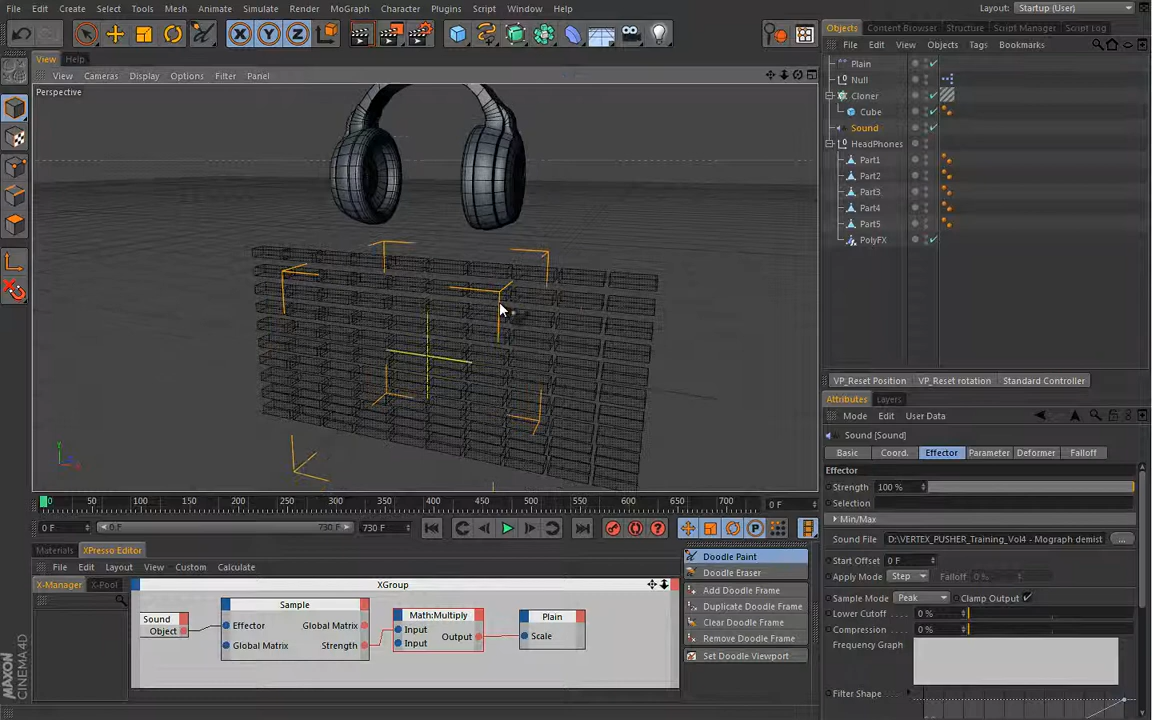 File Edit Create Select Tools Mesh Snap Animate Simulate Render MoGraph Character Plugins Script Window Help
Layout: Startup (User)
X Y Z
Objects Content Browser Structure Script Manager Script Log
File Edit View Objects Tags Bookmarks
View Help
View Cameras Display Options Filter Panel
Perspective
Plain
Null
Cloner
Cube
Sound
HeadPhones
Part1
Part2
Part3
Part4
Part5
PolyFX
VP_Reset Position VP_Reset rotation Standard Controller
Attributes Layers
Mode Edit User Data
Sound [Sound]
Basic Coord. Effector Parameter Deformer Falloff
Effector
Strength 100 %
Selection
Min/Max
Sound File D:\VERTEX_PUSHER_Training_Vol4 - Mograph demist ...
Start Offset 0 F
Apply Mode Step Falloff 0 %
Sample Mode Peak Clamp Output
Lower Cutoff 0 %
Compression 0 %
Frequency Graph
Filter Shape
Y
0 50 100 150 200 250 300 350 400 450 500 550 600 650 700 0 F
0 F 0 F 730 F 730 F
Materials XPresso Editor
File Edit Layout View Custom Calculate
X-Manager X-Pool
XGroup
Sound
Object
Sample
Effector Global Matrix
Global Matrix Strength
Math:Multiply
Input
Output
Input
Plain
Scale
Doodle Paint
Doodle Eraser
Add Doodle Frame
Duplicate Doodle Frame
Clear Doodle Frame
Remove Doodle Frame
Set Doodle Viewport
MAXON
CINEMA 4D